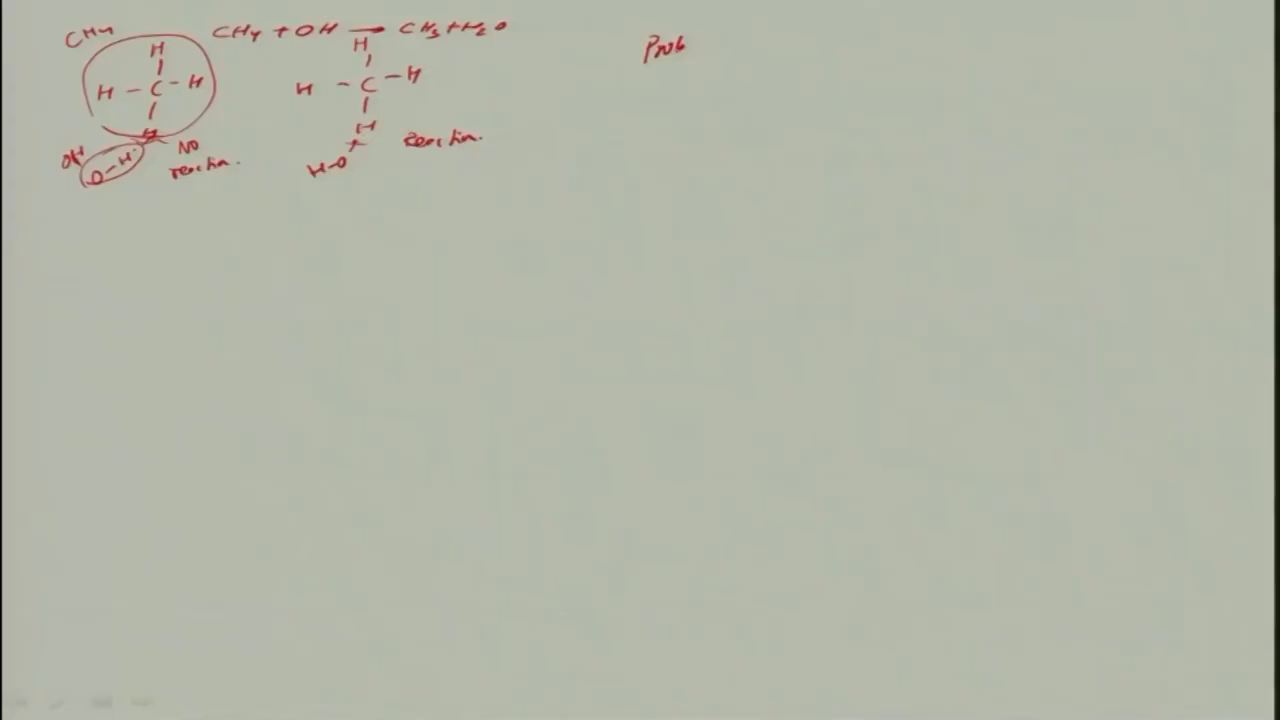 CH4
CH4 + OH → CH3 + H2O
H
H - C - H
H
OH
O - H
NO
reaction.
H
H - C - H
H
H-O
reaction.
Prob